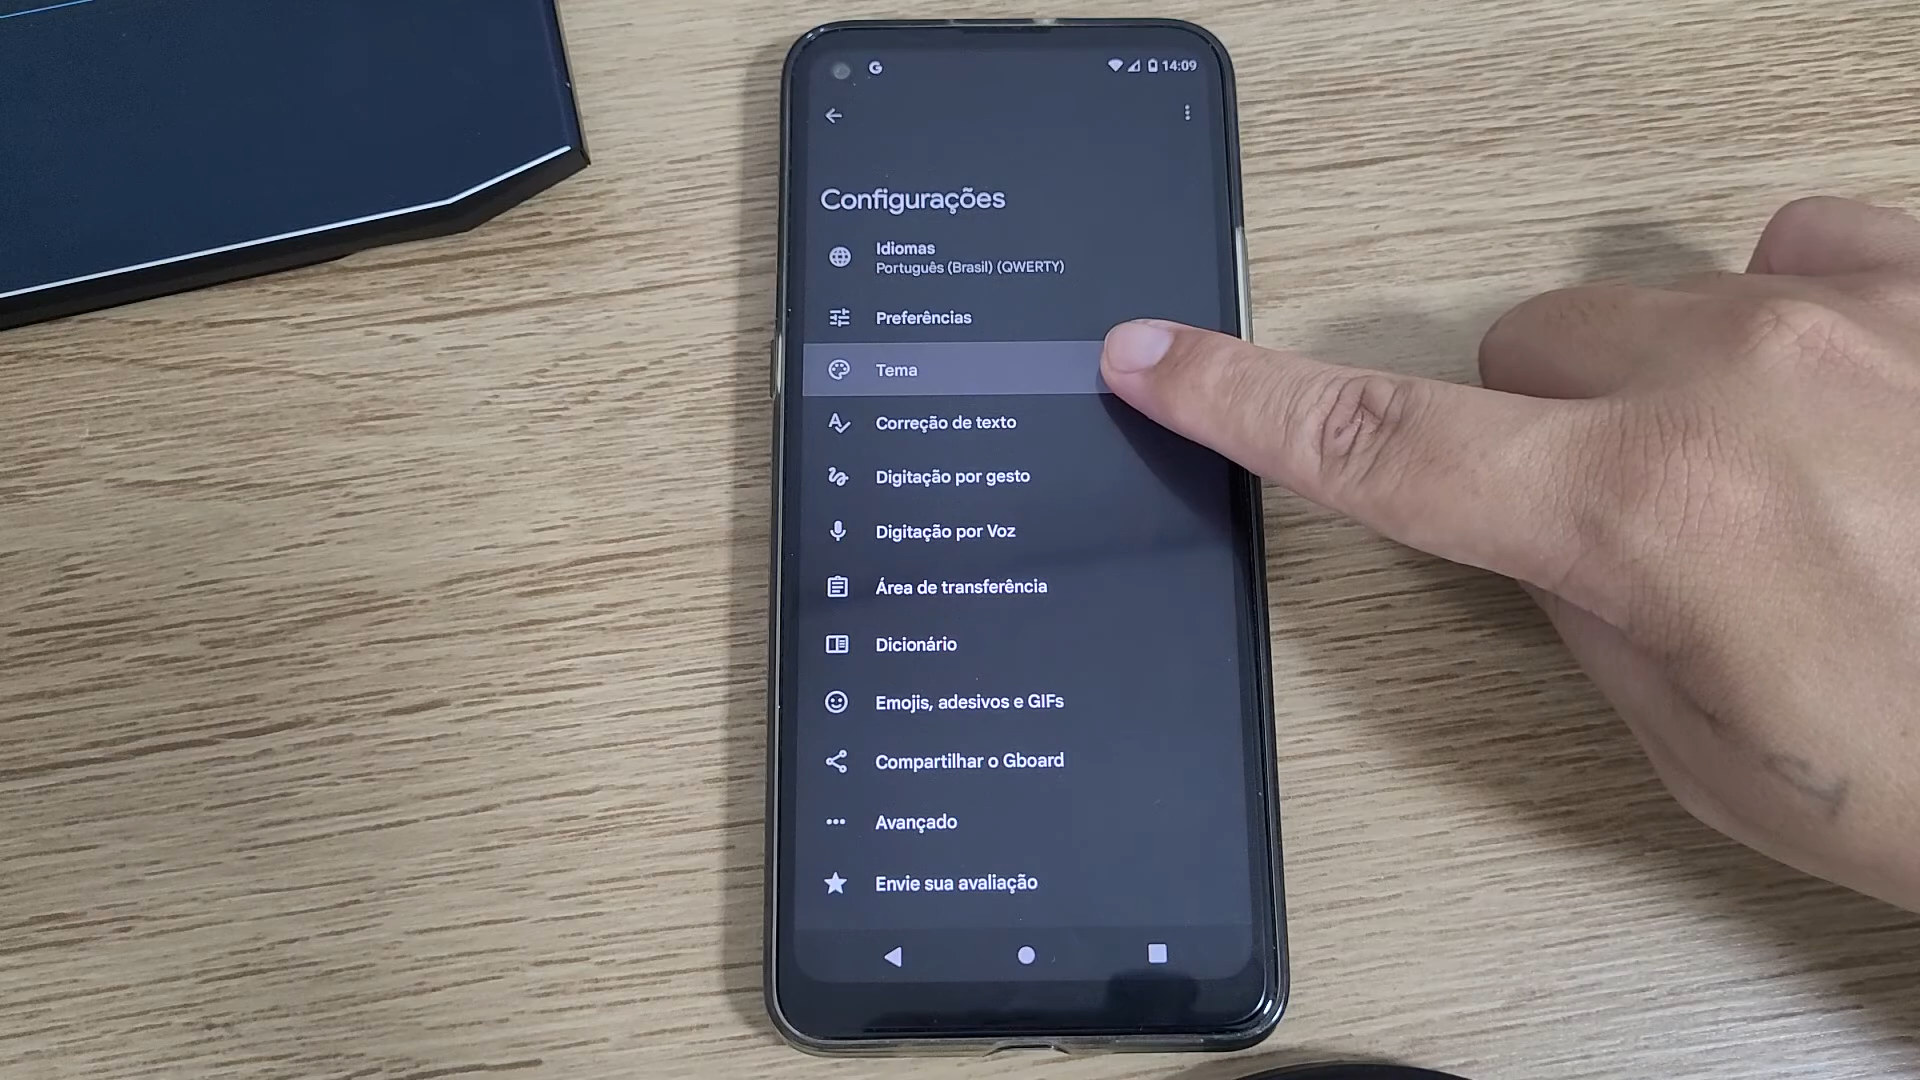 14:09
Configurações
Idiomas
Português (Brasil) (QWERTY)
Preferências
Tema
Correção de texto
Digitação por gesto
Digitação por Voz
Área de transferência
Dicionário
Emojis, adesivos e GIFs
Compartilhar o Gboard
Avançado
Envie sua avaliação